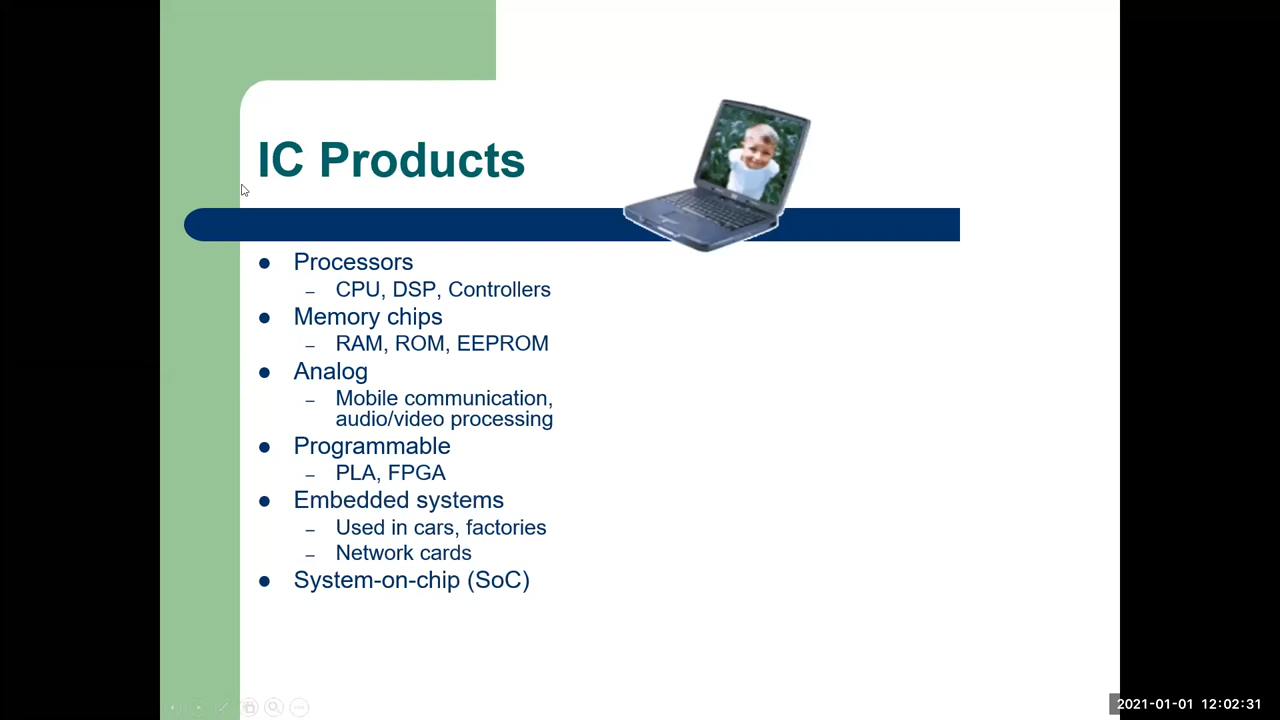 IC Products
● Processors
– CPU, DSP, Controllers
● Memory chips
– RAM, ROM, EEPROM
● Analog
– Mobile communication,
audio/video processing
● Programmable
– PLA, FPGA
● Embedded systems
– Used in cars, factories
– Network cards
● System-on-chip (SoC)
2021-01-01 12:02:31